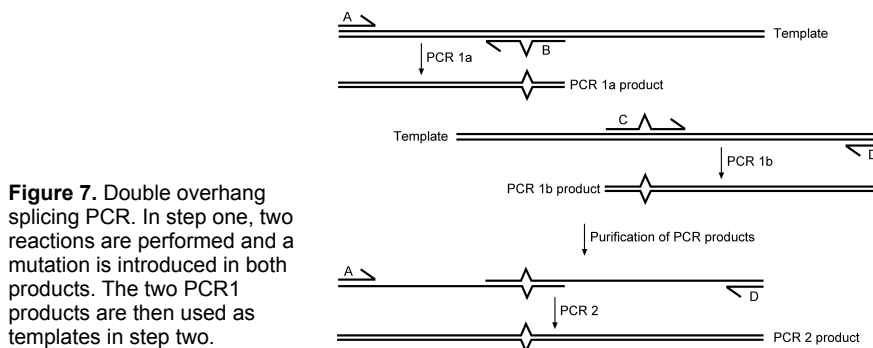 A
Template
B
PCR 1a
PCR 1a product
C
Template
D
PCR 1b
PCR 1b product
Purification of PCR products
A
D
PCR 2
PCR 2 product
Figure 7. Double overhang
splicing PCR. In step one, two
reactions are performed and a
mutation is introduced in both
products. The two PCR1
products are then used as
templates in step two.